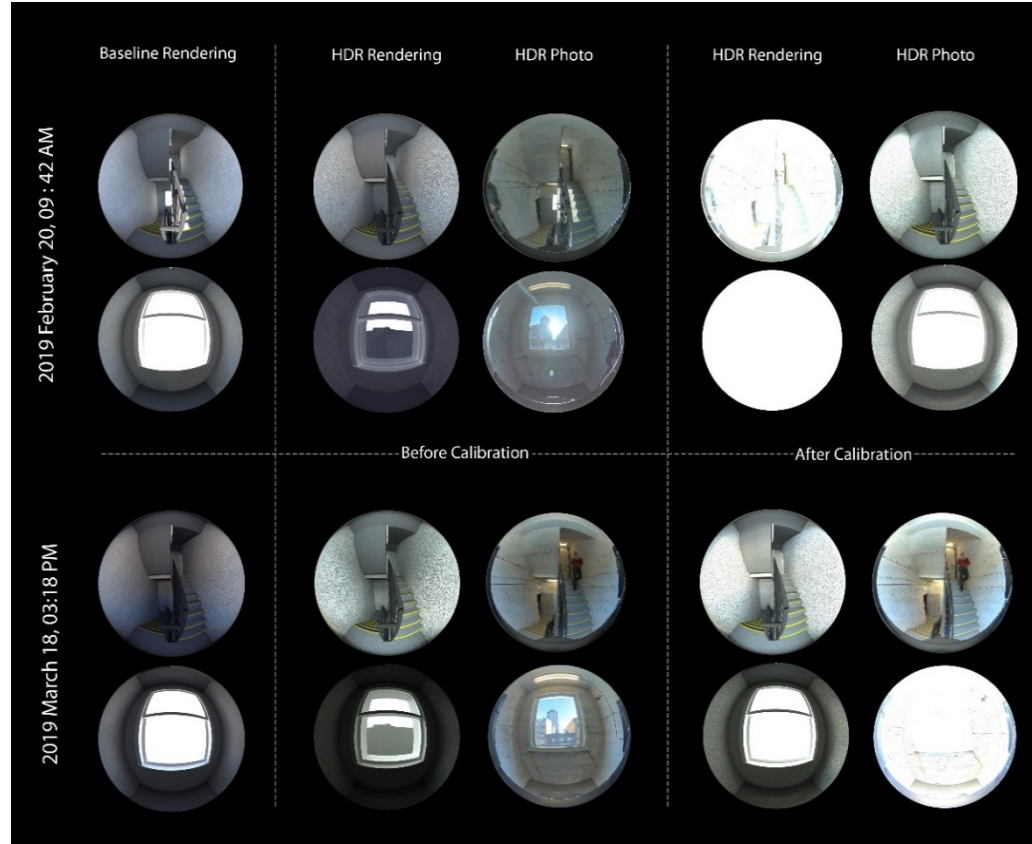 Baseline Rendering
HDR Rendering
HDR Photo
HDR Rendering
HDR Photo
2019 February 20, 09 : 42 AM
Before Calibration
After Calibration
2019 March 18, 03:18 PM